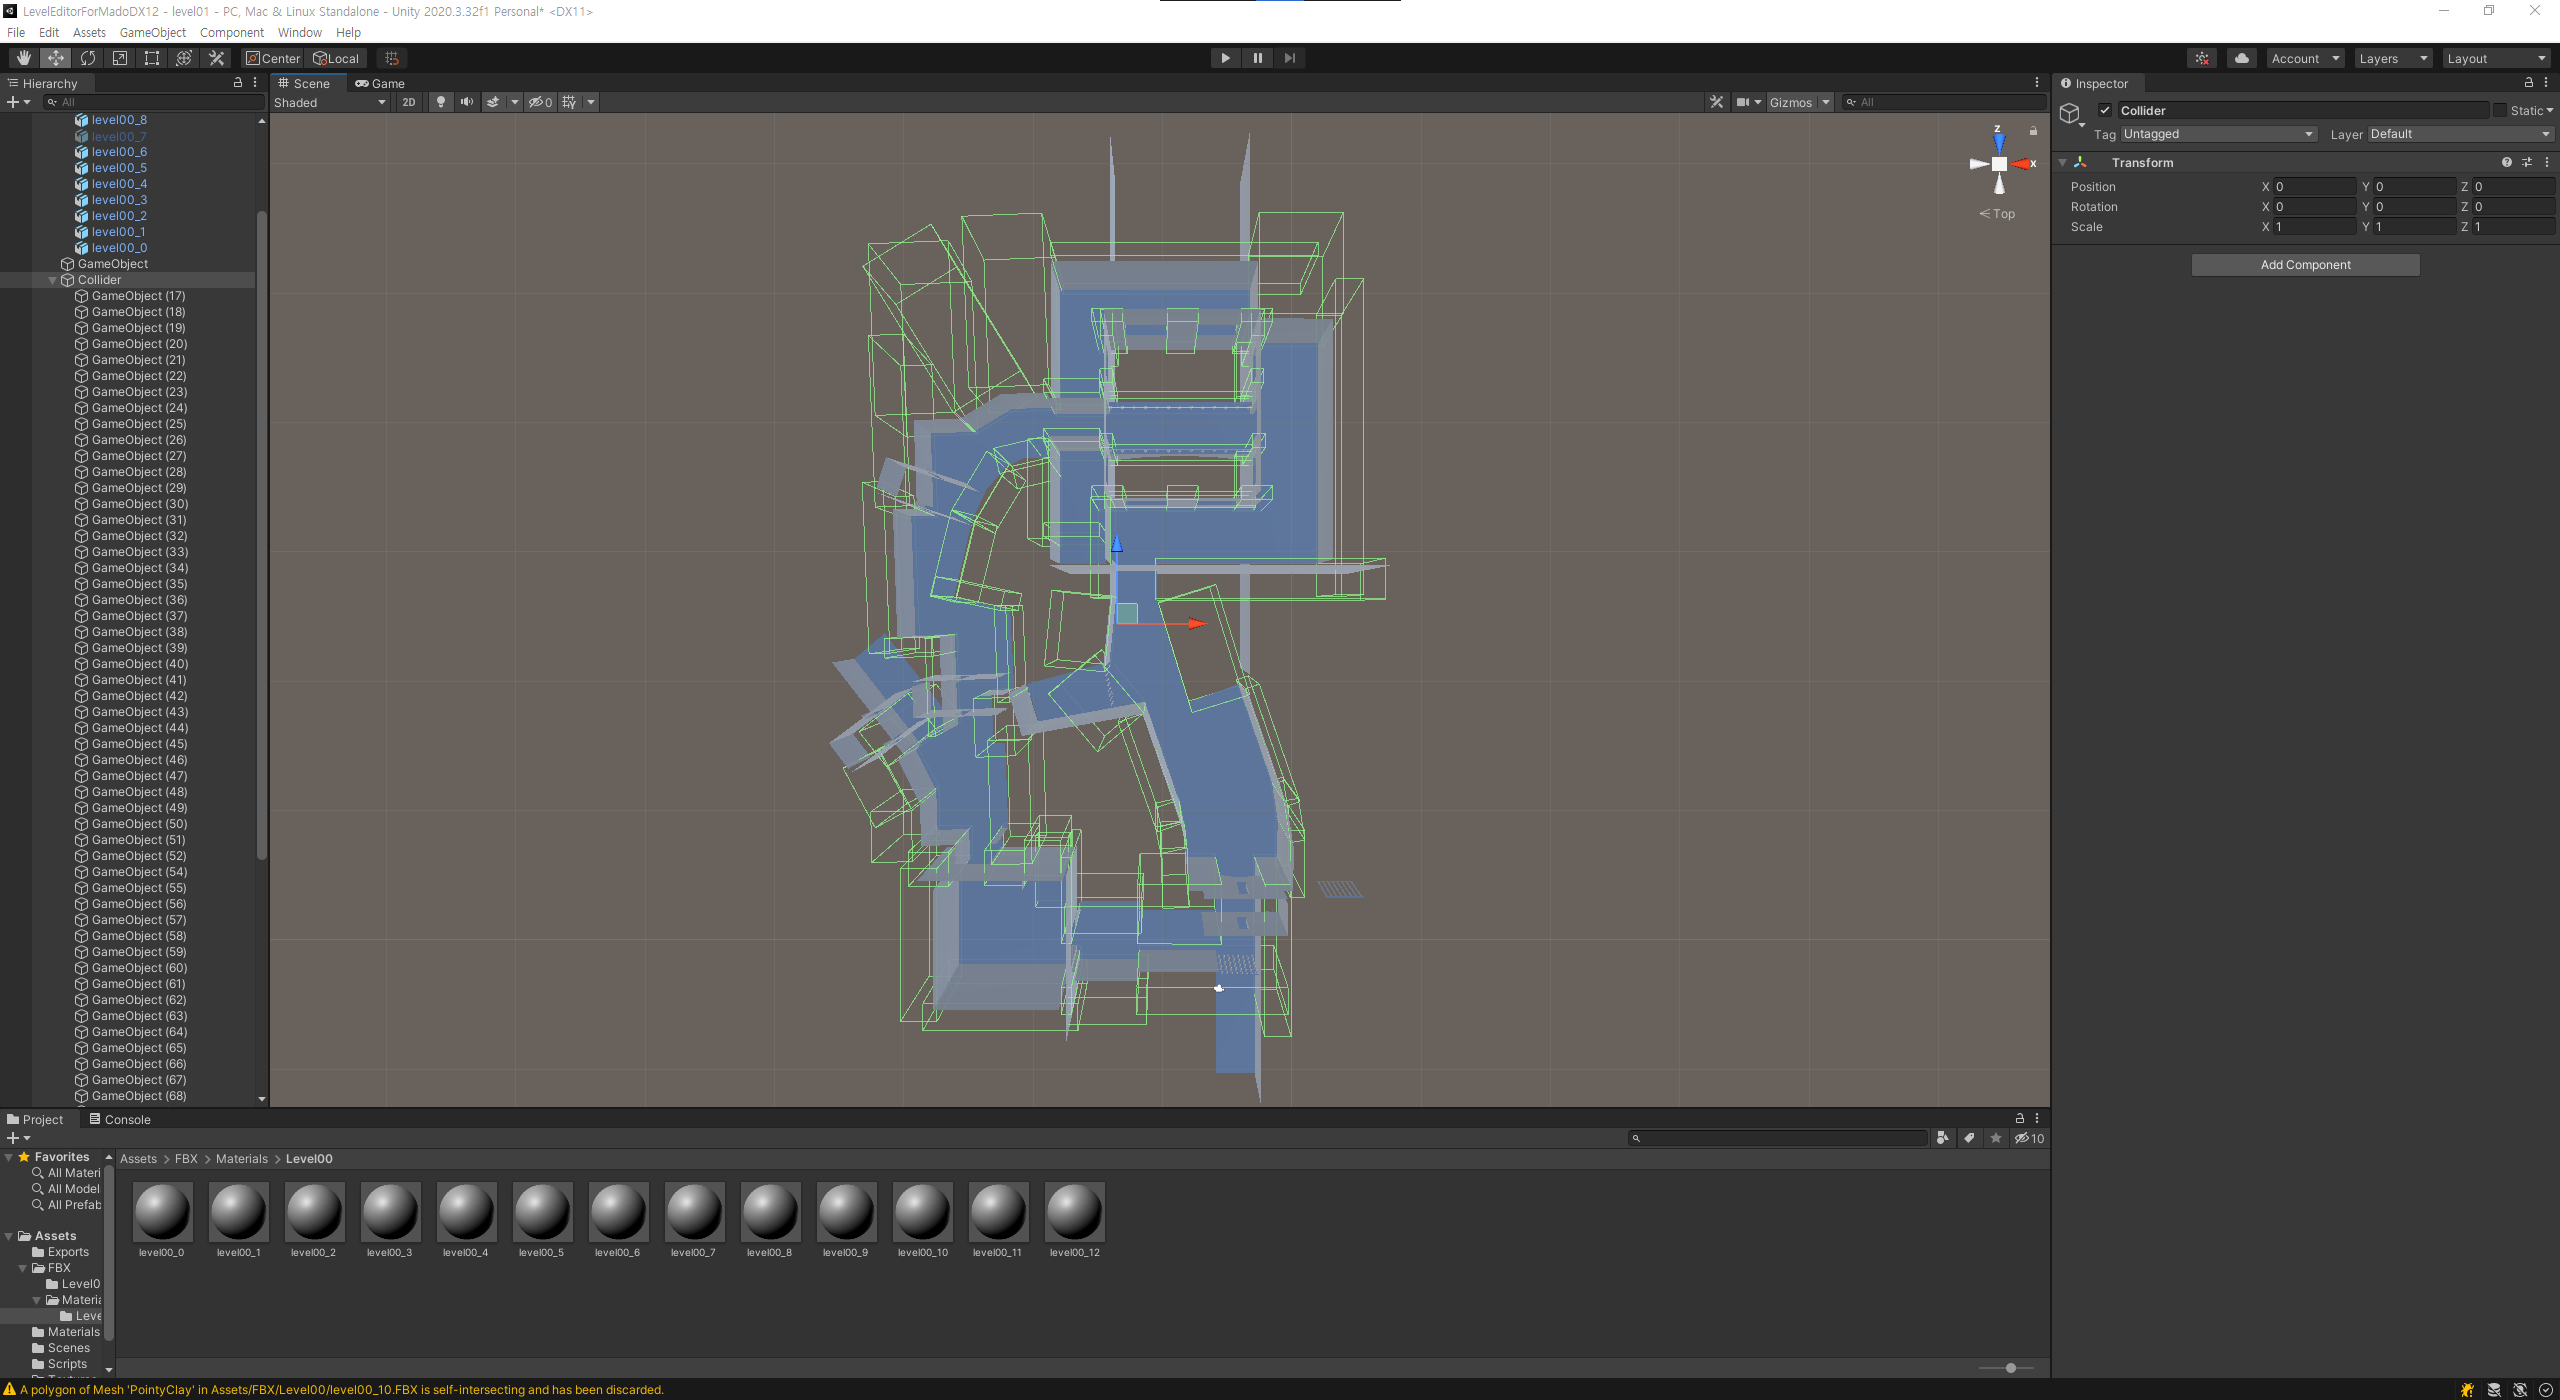 LevelEditorForMadoDX12 - level01 - PC, Mac & Linux Standalone - Unity 2020.3.32f1 Personal* <DX11>
File Edit Assets GameObject Component Window Help
Center Local Account Layers Layout
Hierarchy
All
level00_8
level00_7
level00_6
level00_5
level00_4
level00_3
level00_2
level00_1
level00_0
GameObject
Collider
GameObject (17)
GameObject (18)
GameObject (19)
GameObject (20)
GameObject (21)
GameObject (22)
GameObject (23)
GameObject (24)
GameObject (25)
GameObject (26)
GameObject (27)
GameObject (28)
GameObject (29)
GameObject (30)
GameObject (31)
GameObject (32)
GameObject (33)
GameObject (34)
GameObject (35)
GameObject (36)
GameObject (37)
GameObject (38)
GameObject (39)
GameObject (40)
GameObject (41)
GameObject (42)
GameObject (43)
GameObject (44)
GameObject (45)
GameObject (46)
GameObject (47)
GameObject (48)
GameObject (49)
GameObject (50)
GameObject (51)
GameObject (52)
GameObject (54)
GameObject (55)
GameObject (56)
GameObject (57)
GameObject (58)
GameObject (59)
GameObject (60)
GameObject (61)
GameObject (62)
GameObject (63)
GameObject (64)
GameObject (65)
GameObject (66)
GameObject (67)
GameObject (68)
Scene Game
Shaded 2D 0 Gizmos All
z
x
Top
Inspector
Collider Static
Tag Untagged Layer Default
Transform
Position X 0 Y 0 Z 0
Rotation X 0 Y 0 Z 0
Scale X 1 Y 1 Z 1
Add Component
Project Console
10
Favorites
All Materi
All Model
All Prefab
Assets
Exports
FBX
Level0
Materia
Leve
Materials
Scenes
Scripts
Assets > FBX > Materials > Level00
level00_0 level00_1 level00_2 level00_3 level00_4 level00_5 level00_6 level00_7 level00_8 level00_9 level00_10 level00_11 level00_12
A polygon of Mesh 'PointyClay' in Assets/FBX/Level00/level00_10.FBX is self-intersecting and has been discarded.